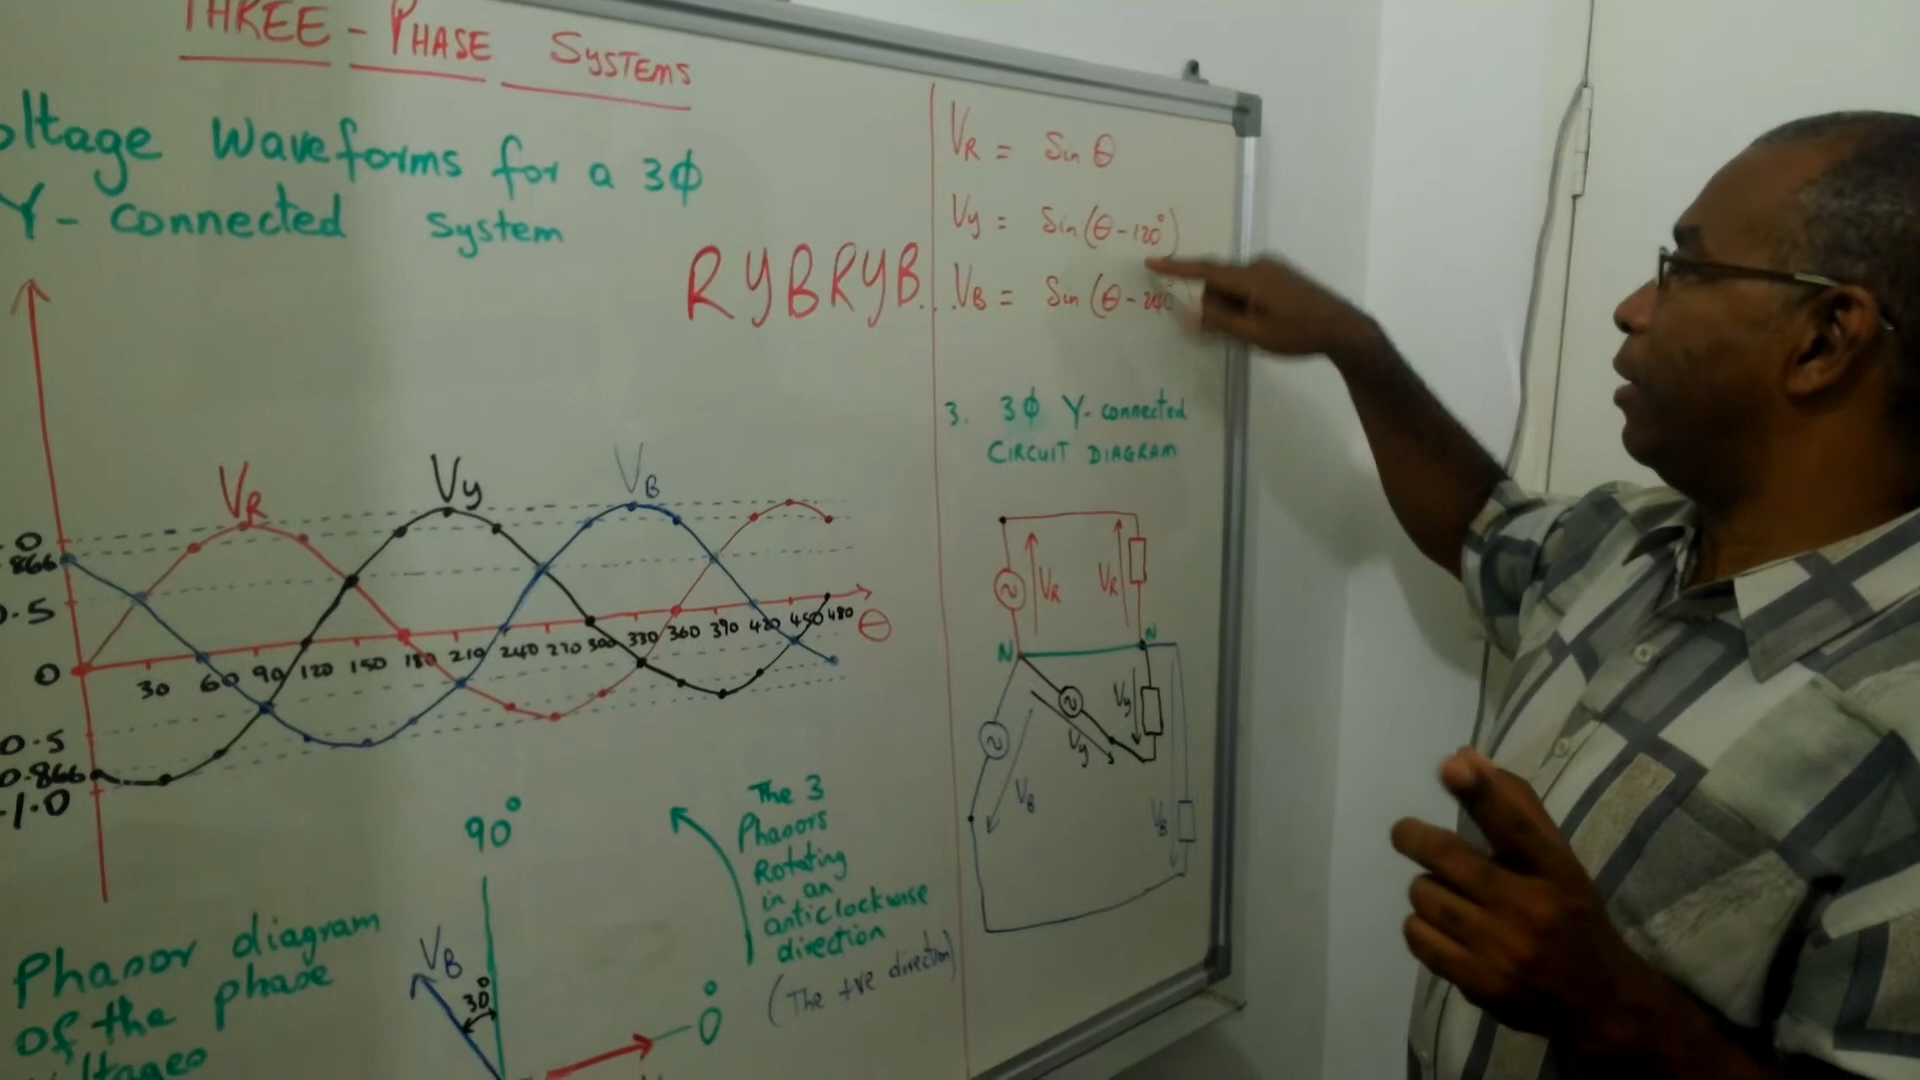 THREE - PHASE SYSTEMS
oltage Waveforms for a 3ϕ
Y - connected system
RYBRYB...
VR = Sin θ
Vy = Sin (θ - 120°)
VB = Sin (θ - 240°)
3. 3ϕ Y- connected
CIRCUIT DIAGRAM
VR
Vy
VB
.0
866
0.5
0
30 60 90 120 150 180 210 240 270 300 330 360 390 420 450 480 θ
0.5
0.866
-1.0
VR
VR
N
N
Vy
Vy
VB
VB
90°
The 3
Phasors
Rotating
in an
anticlockwise
direction
(The +ve direction)
Phasor diagram
of the phase
ltages
VB
30°
0°